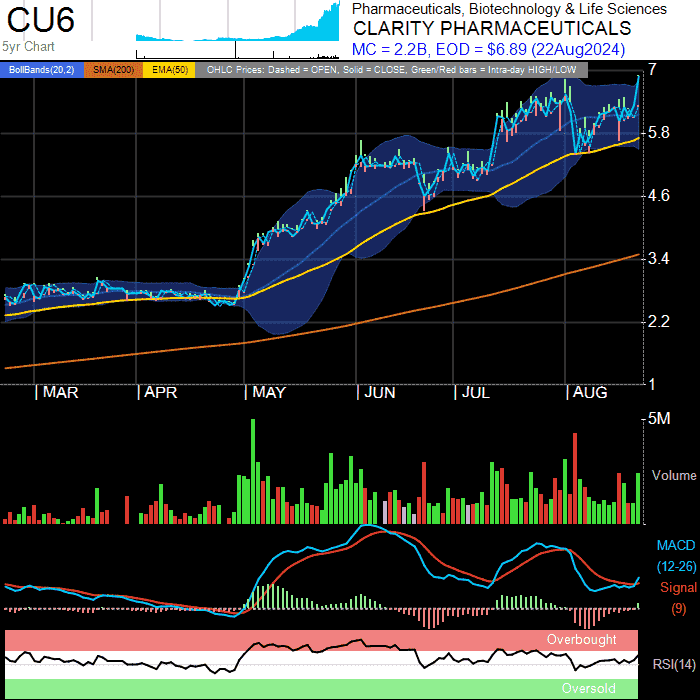 CU6
5yr Chart
Pharmaceuticals, Biotechnology & Life Sciences
CLARITY PHARMACEUTICALS
MC = 2.2B, EOD = $6.89 (22Aug2024)
BollBands(20,2) SMA(200) EMA(50) OHLC Prices: Dashed = OPEN, Solid = CLOSE, Green/Red bars = Intra-day HIGH/LOW
7
5.8
4.6
3.4
2.2
1
| MAR | APR | MAY | JUN | JUL | AUG
5M
Volume
MACD
(12-26)
Signal
(9)
Overbought
RSI(14)
Oversold